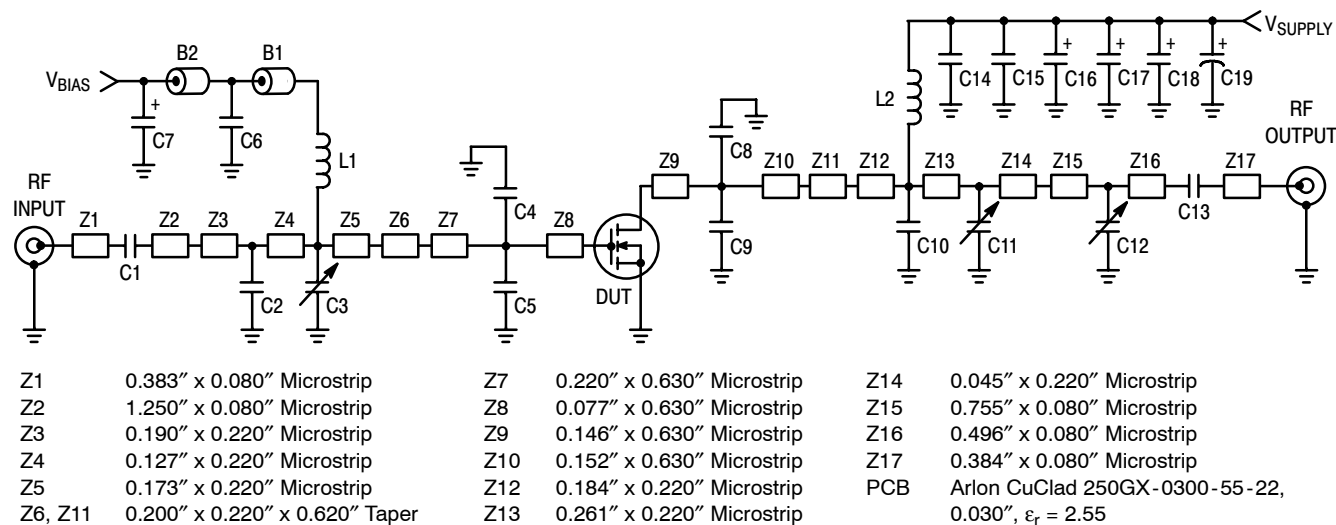 B2 B1
V_BIAS
+
C7 C6
L1
RF
INPUT
Z1 Z2 Z3 Z4 Z5 Z6 Z7
C1 C2 C3
C4
C5
Z8
DUT
Z9
C8
C9
Z10 Z11 Z12
L2
C10
V_SUPPLY
+ + + +
C14 C15 C16 C17 C18 C19
RF
OUTPUT
Z13 Z14 Z15 Z16 Z17
C11 C12 C13
Z1 0.383″ x 0.080″ Microstrip
Z2 1.250″ x 0.080″ Microstrip
Z3 0.190″ x 0.220″ Microstrip
Z4 0.127″ x 0.220″ Microstrip
Z5 0.173″ x 0.220″ Microstrip
Z6, Z11 0.200″ x 0.220″ x 0.620″ Taper
Z7 0.220″ x 0.630″ Microstrip
Z8 0.077″ x 0.630″ Microstrip
Z9 0.146″ x 0.630″ Microstrip
Z10 0.152″ x 0.630″ Microstrip
Z12 0.184″ x 0.220″ Microstrip
Z13 0.261″ x 0.220″ Microstrip
Z14 0.045″ x 0.220″ Microstrip
Z15 0.755″ x 0.080″ Microstrip
Z16 0.496″ x 0.080″ Microstrip
Z17 0.384″ x 0.080″ Microstrip
PCB Arlon CuClad 250GX-0300-55-22,
0.030″, εr = 2.55